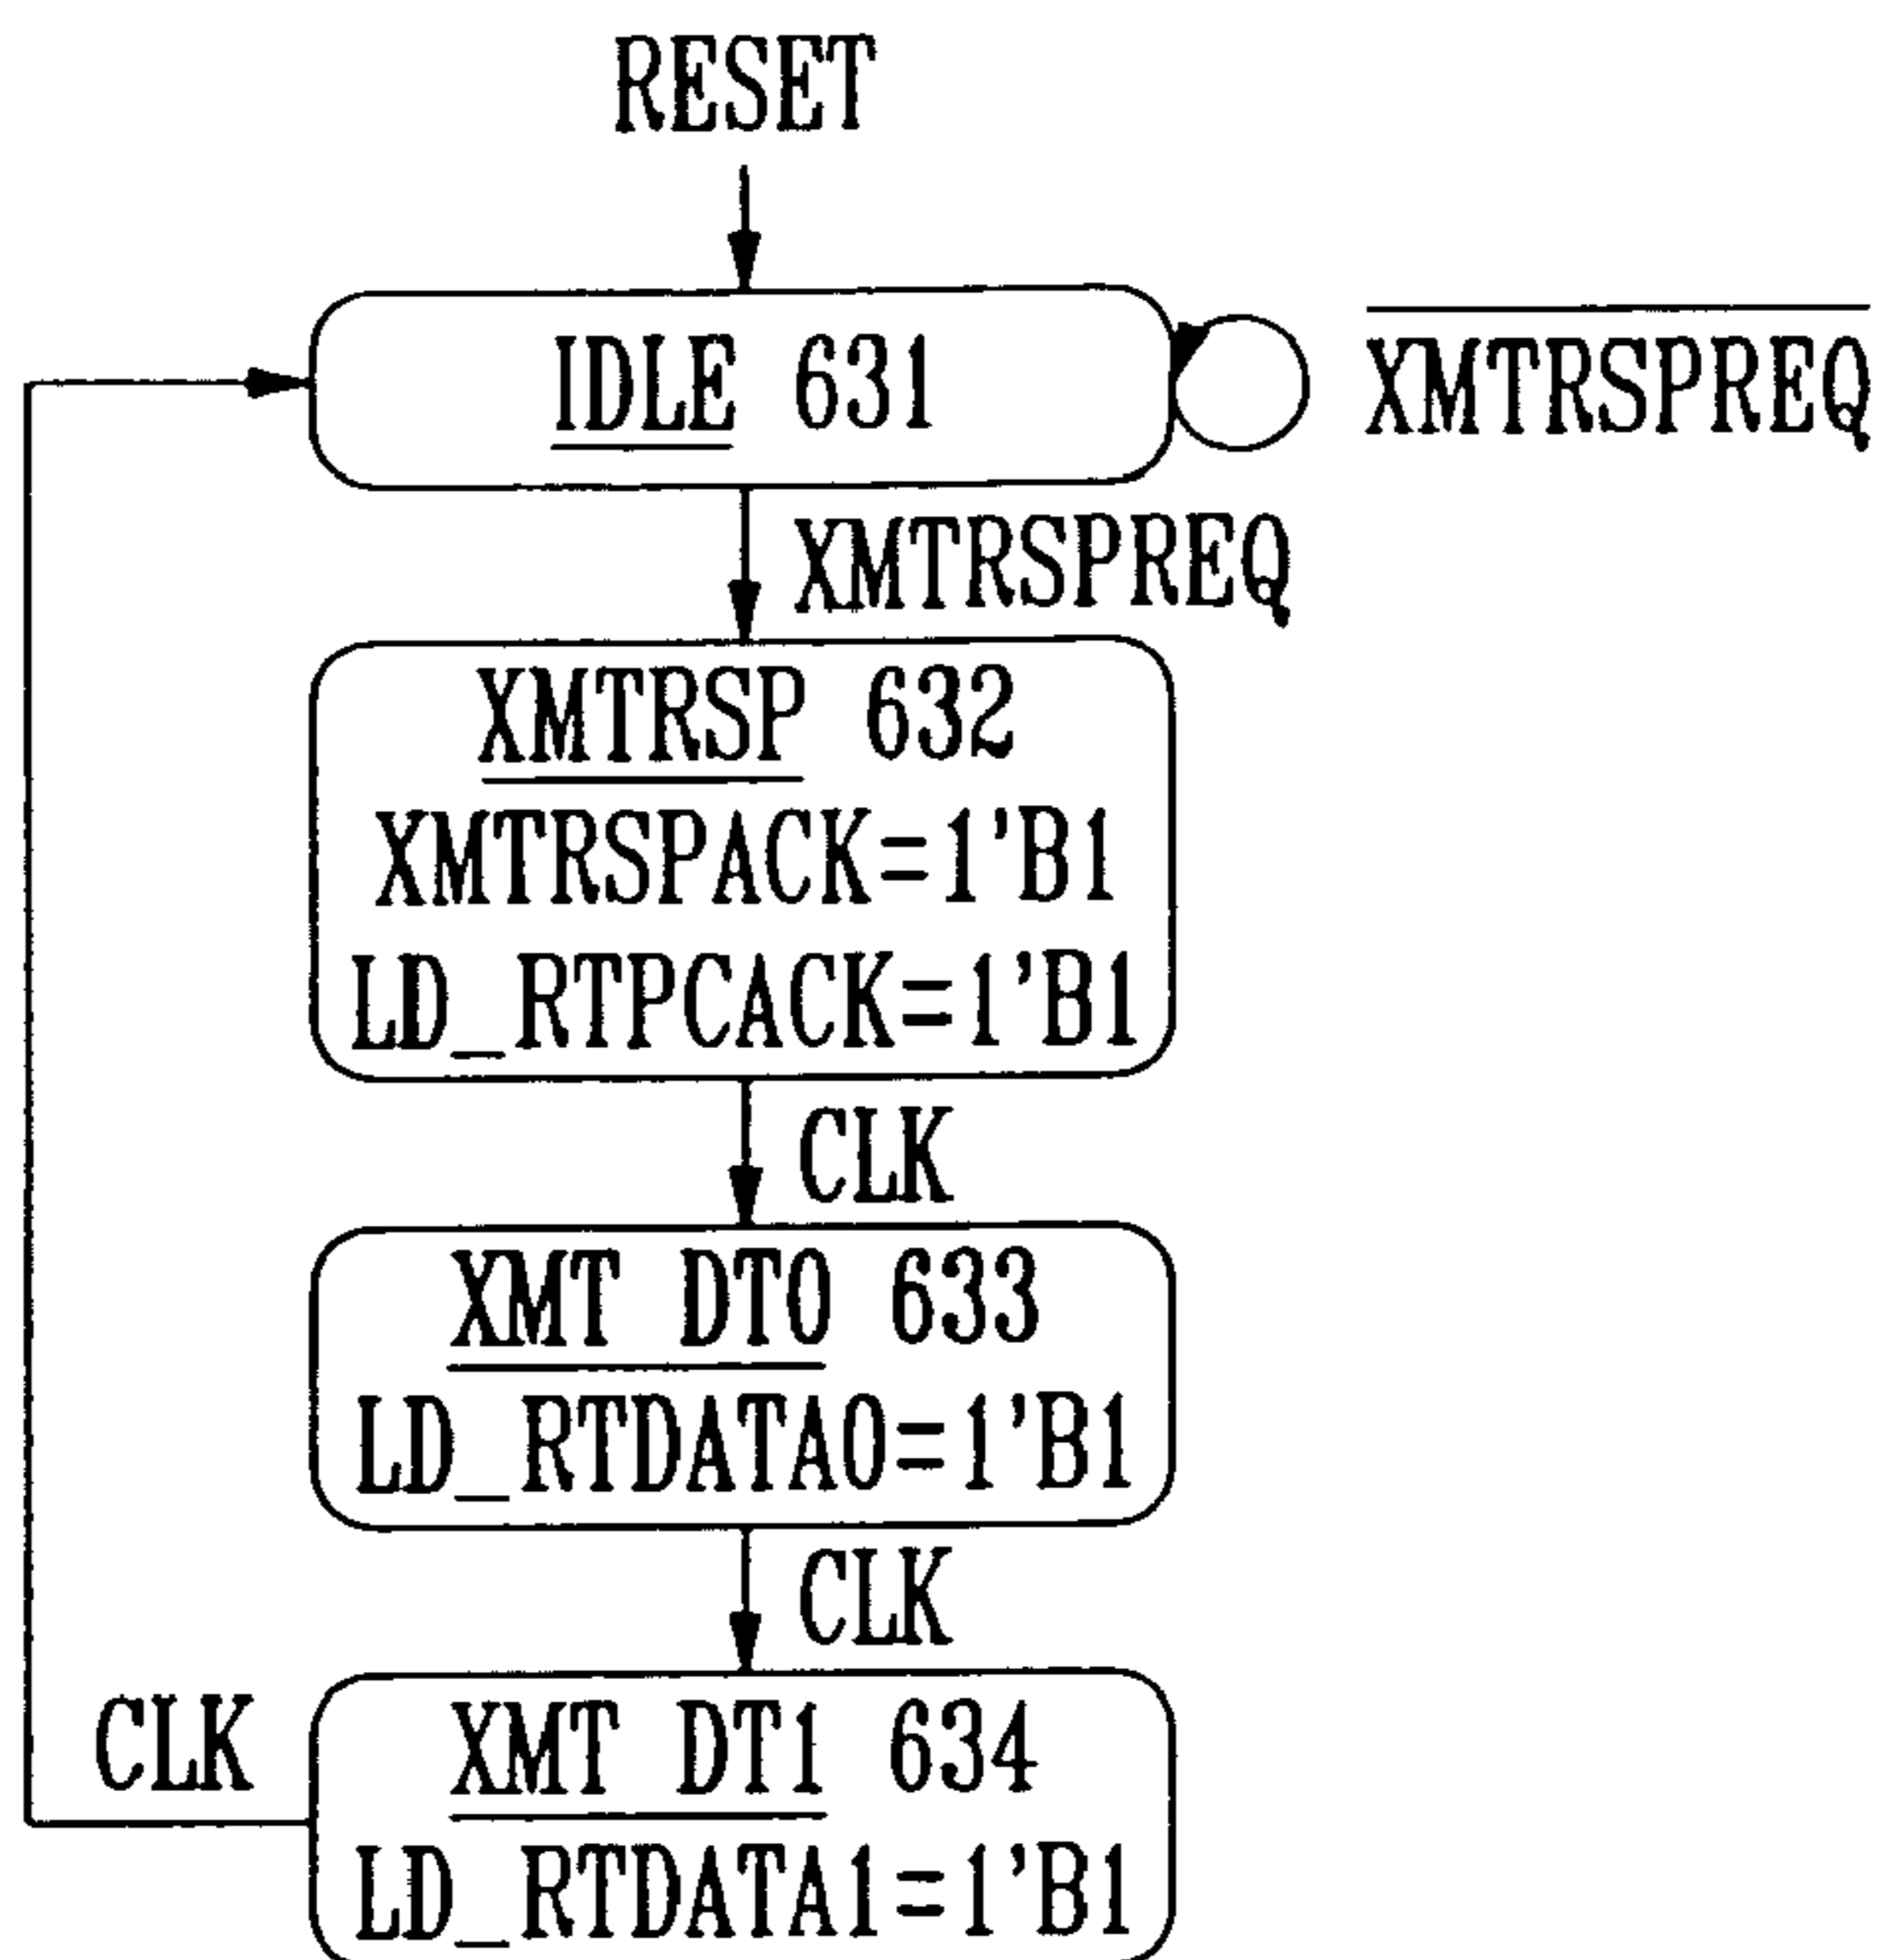 RESET
IDLE 631
XMTRSPREQ
XMTRSPREQ
XMTRSP 632
XMTRSPACK=1'B1
LD_RTPCACK=1'B1
CLK
XMT DT0 633
LD_RTDATA0=1'B1
CLK
CLK
XMT DT1 634
LD_RTDATA1=1'B1